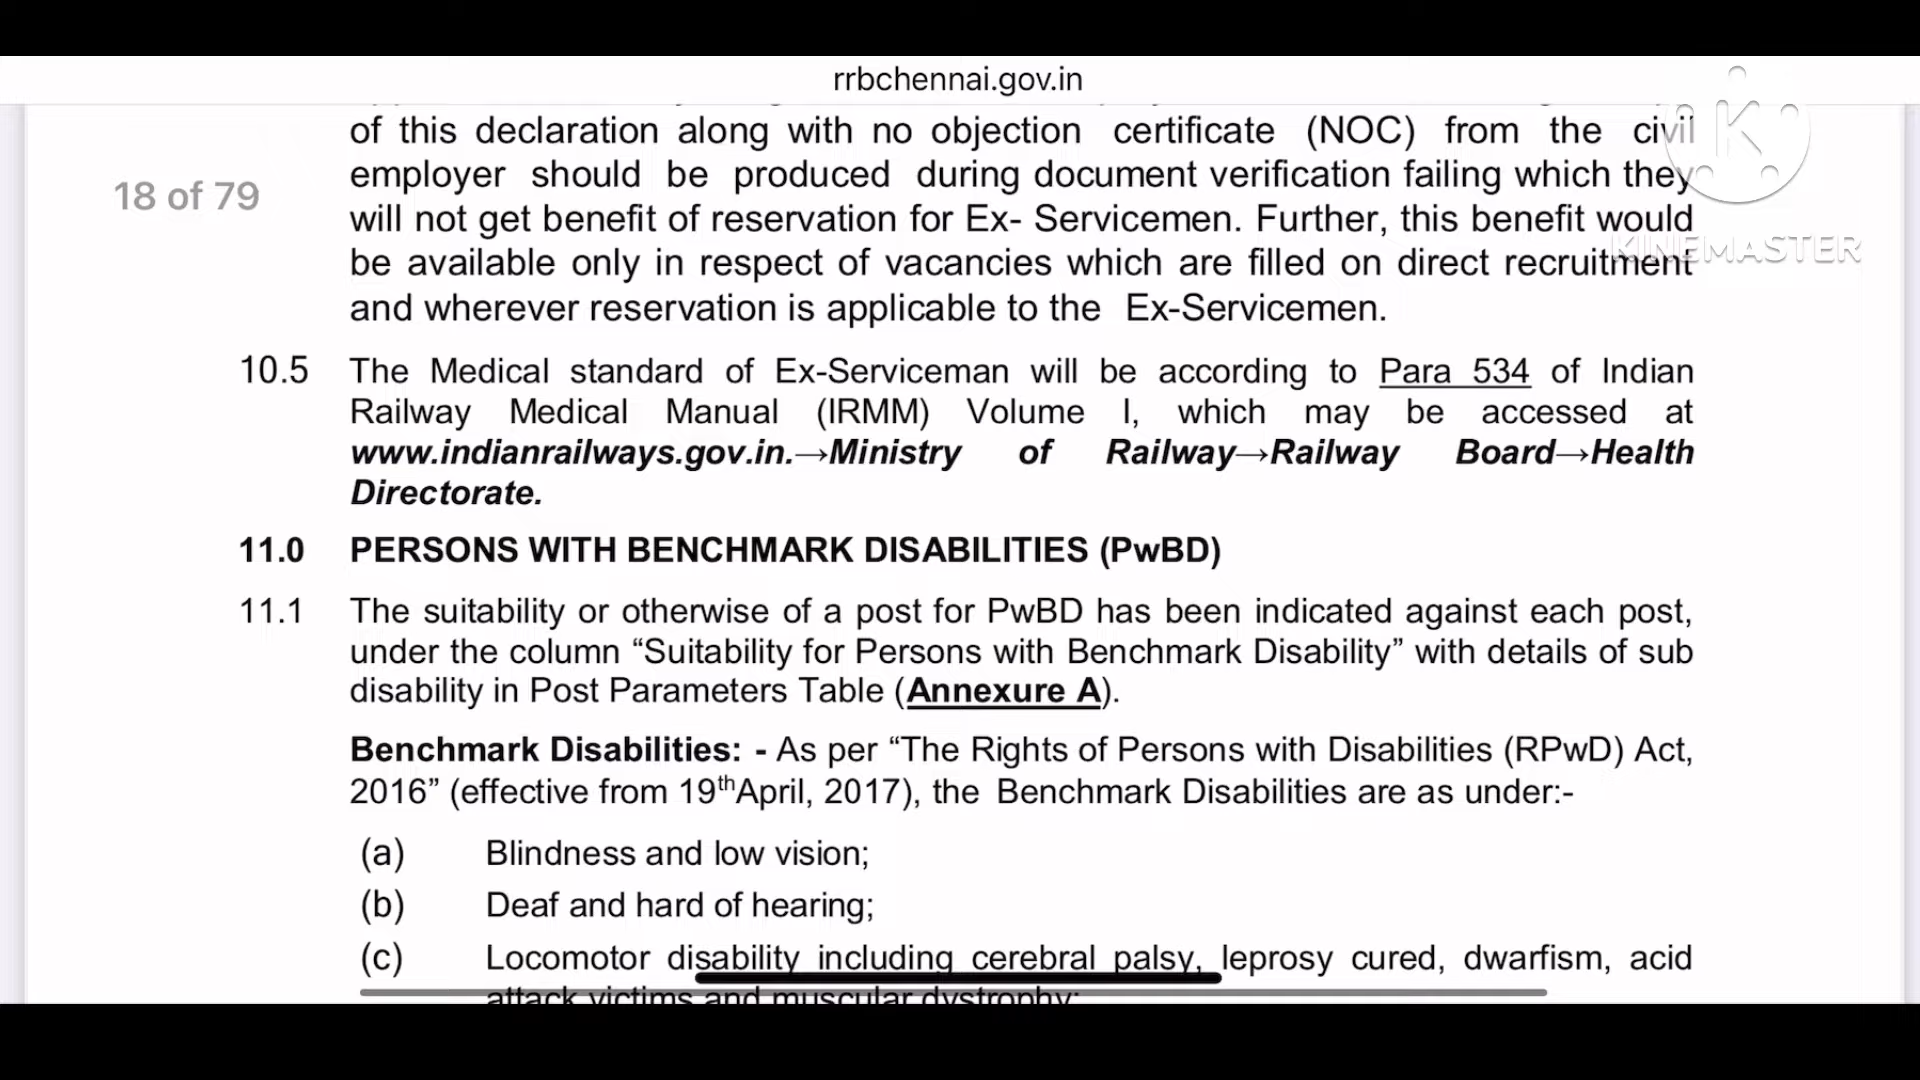 rrbchennai.gov.in
of this declaration along with no objection certificate (NOC) from the civil
18 of 79
employer should be produced during document verification failing which they
will not get benefit of reservation for Ex- Servicemen. Further, this benefit would
KINEMASTER
be available only in respect of vacancies which are filled on direct recruitment
and wherever reservation is applicable to the Ex-Servicemen.
10.5 The Medical standard of Ex-Serviceman will be according to Para 534 of Indian
Railway Medical Manual (IRMM) Volume I, which may be accessed at
www.indianrailways.gov.in.→Ministry of Railway→Railway Board→Health
Directorate.
11.0 PERSONS WITH BENCHMARK DISABILITIES (PwBD)
11.1 The suitability or otherwise of a post for PwBD has been indicated against each post,
under the column “Suitability for Persons with Benchmark Disability” with details of sub
disability in Post Parameters Table (Annexure A).
Benchmark Disabilities: - As per “The Rights of Persons with Disabilities (RPwD) Act,
2016” (effective from 19thApril, 2017), the Benchmark Disabilities are as under:-
(a) Blindness and low vision;
(b) Deaf and hard of hearing;
(c) Locomotor disability including cerebral palsy, leprosy cured, dwarfism, acid
attack victims and muscular dystrophy;